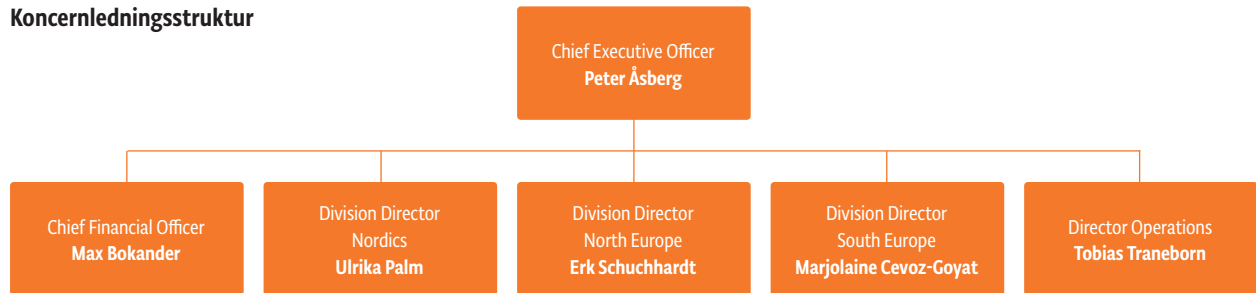 Koncernledningsstruktur
Chief Executive Officer
Peter Åsberg
Chief Financial Officer
Max Bokander
Division Director
Nordics
Ulrika Palm
Division Director
North Europe
Erk Schuchhardt
Division Director
South Europe
Marjolaine Cevoz-Goyat
Director Operations
Tobias Traneborn